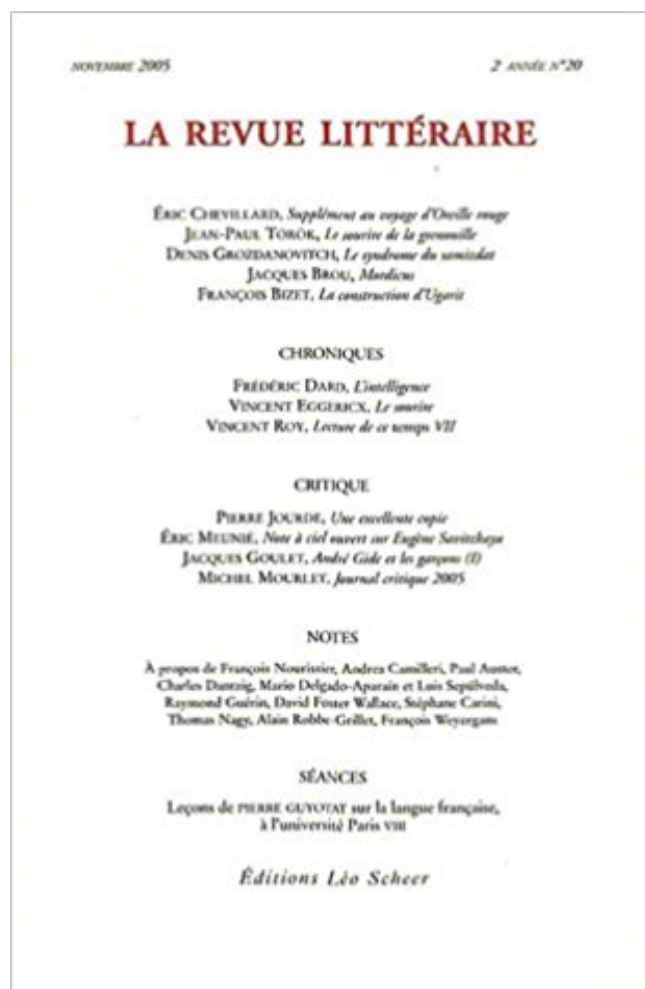 NOVEMBRE 2005
2 ANNÉE N°20
LA REVUE LITTÉRAIRE
ÉRIC CHEVILLARD, Supplément au voyage d'Oreille rouge
JEAN-PAUL TOROK, Le sourire de la grenouille
DENIS GROZDANOVITCH, Le syndrome du samizdat
JACQUES BROU, Mordicus
FRANÇOIS BIZET, La construction d'Ugarit
CHRONIQUES
FRÉDÉRIC DARD, L'intelligence
VINCENT EGGERICX, Le sourire
VINCENT ROY, Lecture de ce temps VII
CRITIQUE
PIERRE JOURDE, Une excellente copie
ÉRIC MEUNIÉ, Note à ciel ouvert sur Eugène Savitzkaya
JACQUES GOULET, André Gide et les garçons (I)
MICHEL MOURLET, Journal critique 2005
NOTES
À propos de François Nourissier, Andrea Camilleri, Paul Auster,
Charles Dantzig, Mario Delgado-Aparaín et Luis Sepúlveda,
Raymond Guérin, David Foster Wallace, Stéphane Carini,
Thomas Nagy, Alain Robbe-Grillet, François Weyergans
SÉANCES
Leçons de PIERRE GUYOTAT sur la langue française,
à l'université Paris VIII
Éditions Léo Scheer